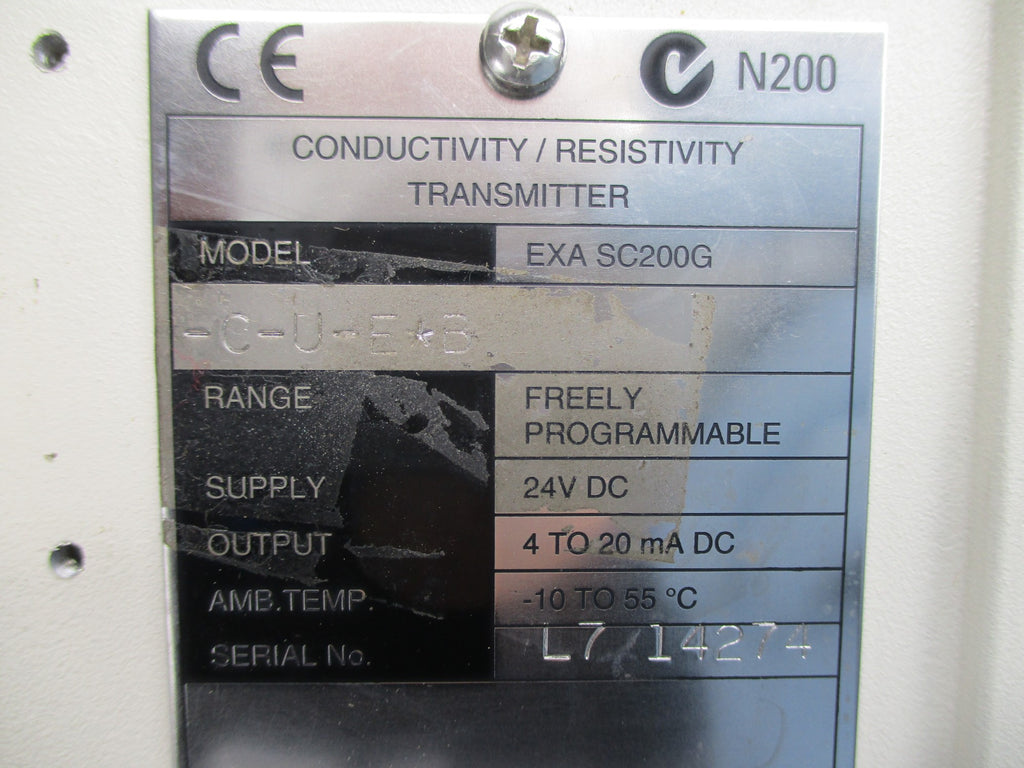 CE N200
CONDUCTIVITY / RESISTIVITY
TRANSMITTER
MODEL EXA SC200G
-C-U-E*B
RANGE FREELY
PROGRAMMABLE
SUPPLY 24V DC
OUTPUT 4 TO 20 mA DC
AMB.TEMP. -10 TO 55 °C
SERIAL No. L7 14274